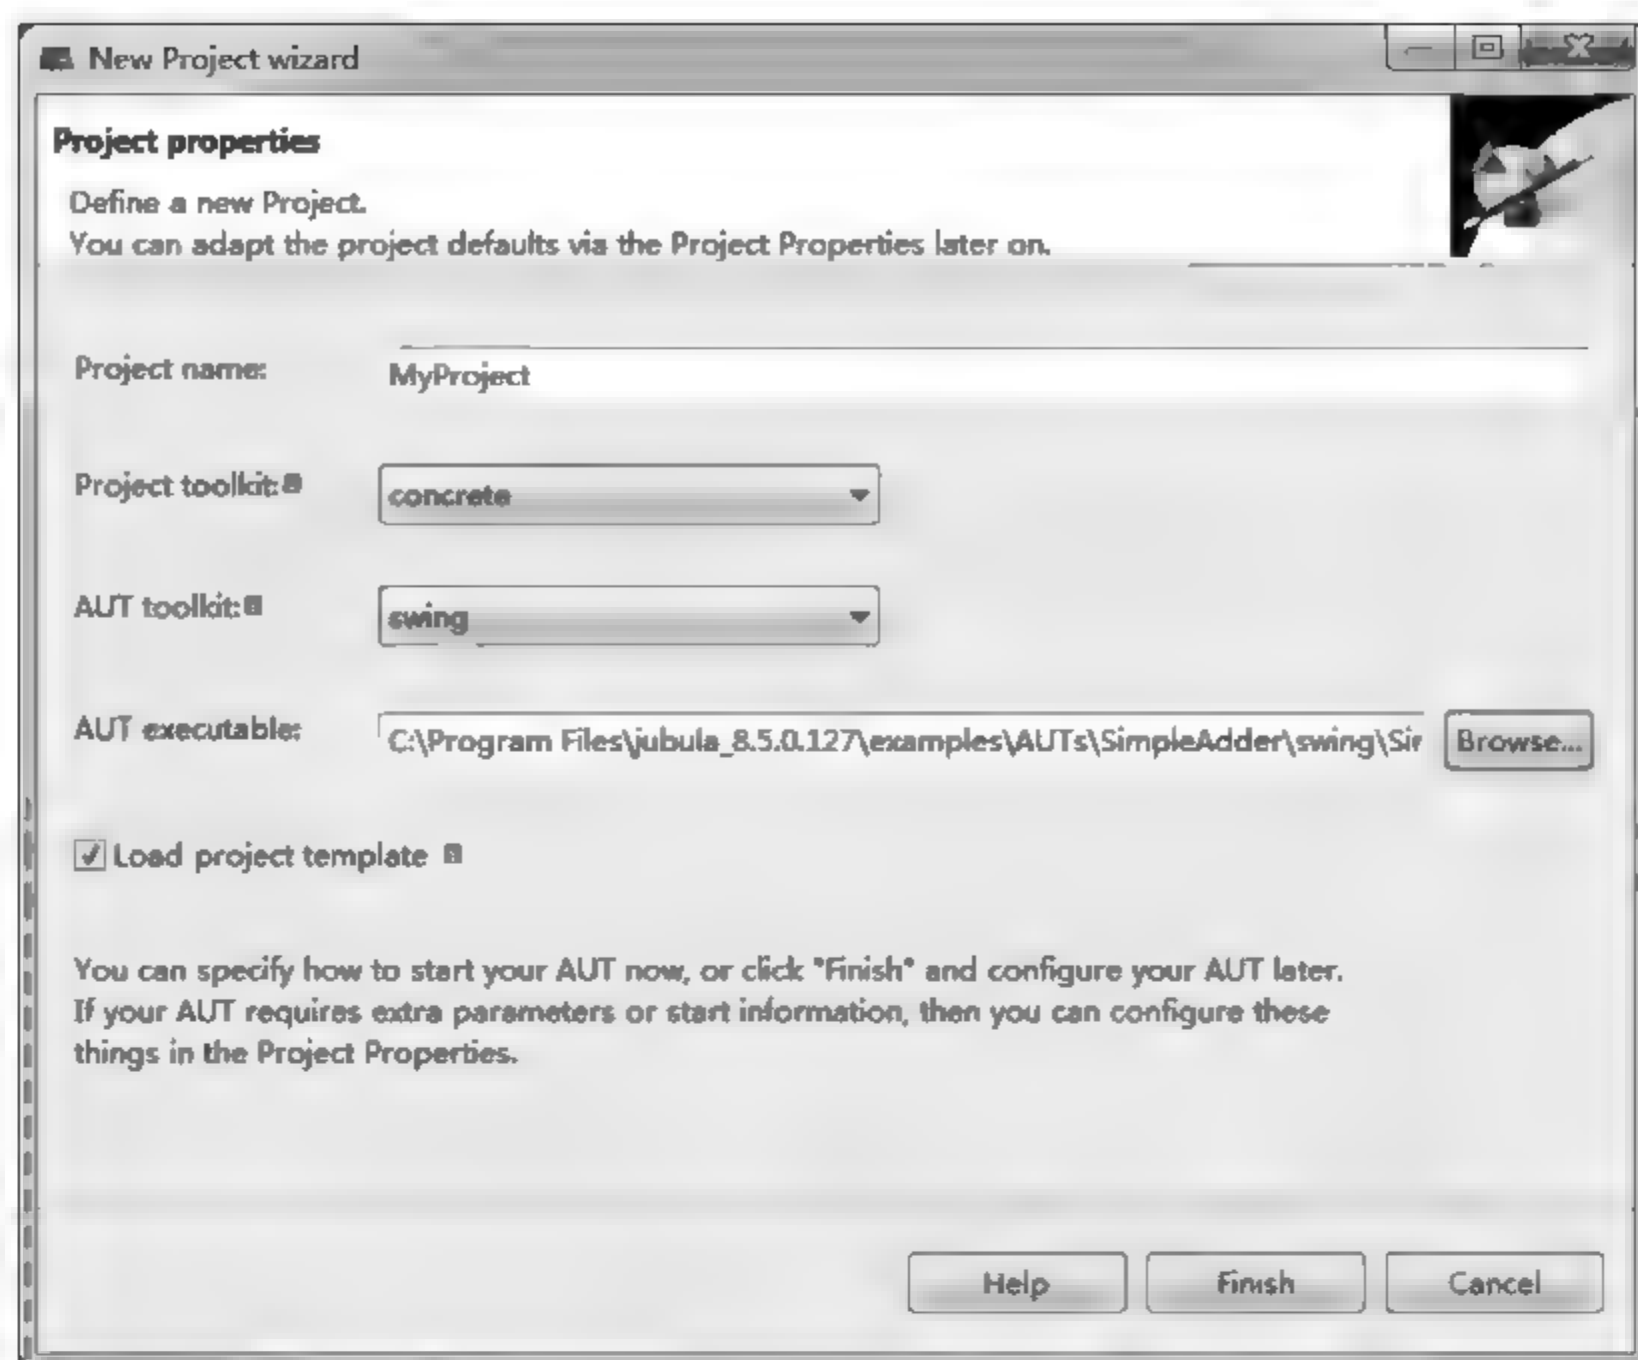 New Project wizard
Project properties
Define a new Project.
You can adapt the project defaults via the Project Properties later on.
Project name:
MyProject
Project toolkit:
concrete
AUT toolkit:
swing
AUT executable:
C:\Program Files\jubula_8.5.0.127\examples\AUTs\SimpleAdder\swing\Sir
Browse...
Load project template
You can specify how to start your AUT now, or click "Finish" and configure your AUT later.
If your AUT requires extra parameters or start information, then you can configure these
things in the Project Properties.
Help
Finish
Cancel